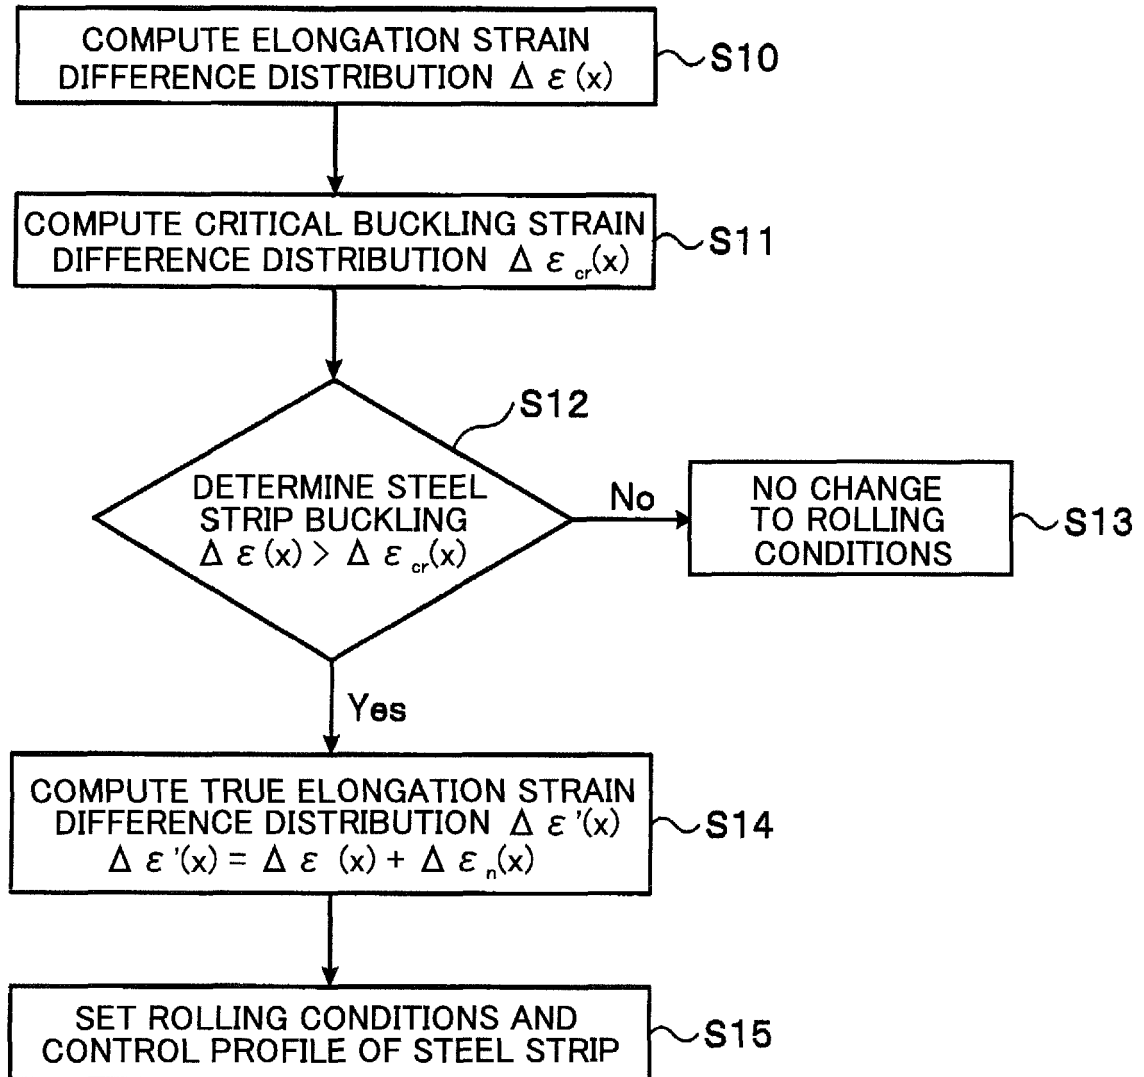 COMPUTE ELONGATION STRAIN
DIFFERENCE DISTRIBUTION Δ ε (x)
S10
COMPUTE CRITICAL BUCKLING STRAIN
DIFFERENCE DISTRIBUTION Δ ε cr(x)
S11
S12
DETERMINE STEEL
STRIP BUCKLING
Δ ε (x) > Δ ε cr(x)
No
NO CHANGE
TO ROLLING
CONDITIONS
S13
Yes
COMPUTE TRUE ELONGATION STRAIN
DIFFERENCE DISTRIBUTION Δ ε '(x)
Δ ε '(x) = Δ ε (x) + Δ ε n(x)
S14
SET ROLLING CONDITIONS AND
CONTROL PROFILE OF STEEL STRIP
S15